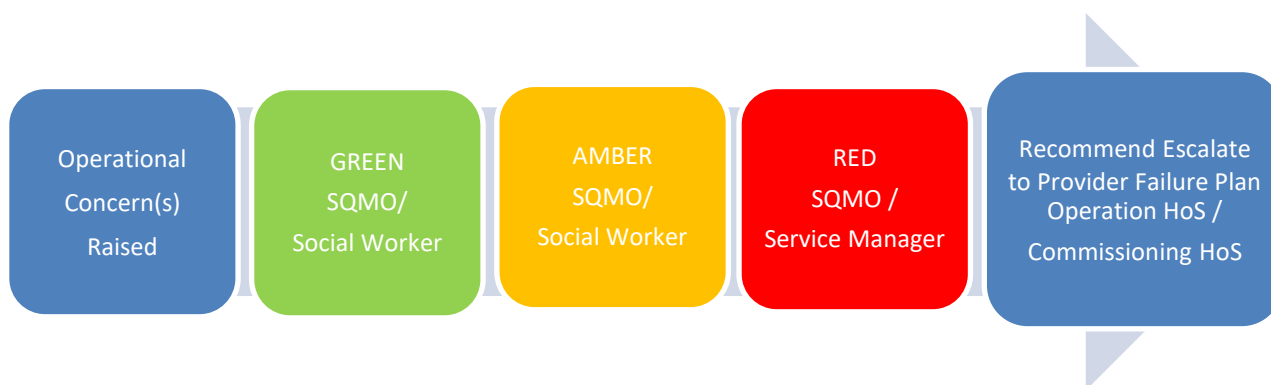 Operational
Concern(s)
Raised
GREEN
SQMO/
Social Worker
AMBER
SQMO/
Social Worker
RED
SQMO /
Service Manager
Recommend Escalate
to Provider Failure Plan
Operation HoS /
Commissioning HoS